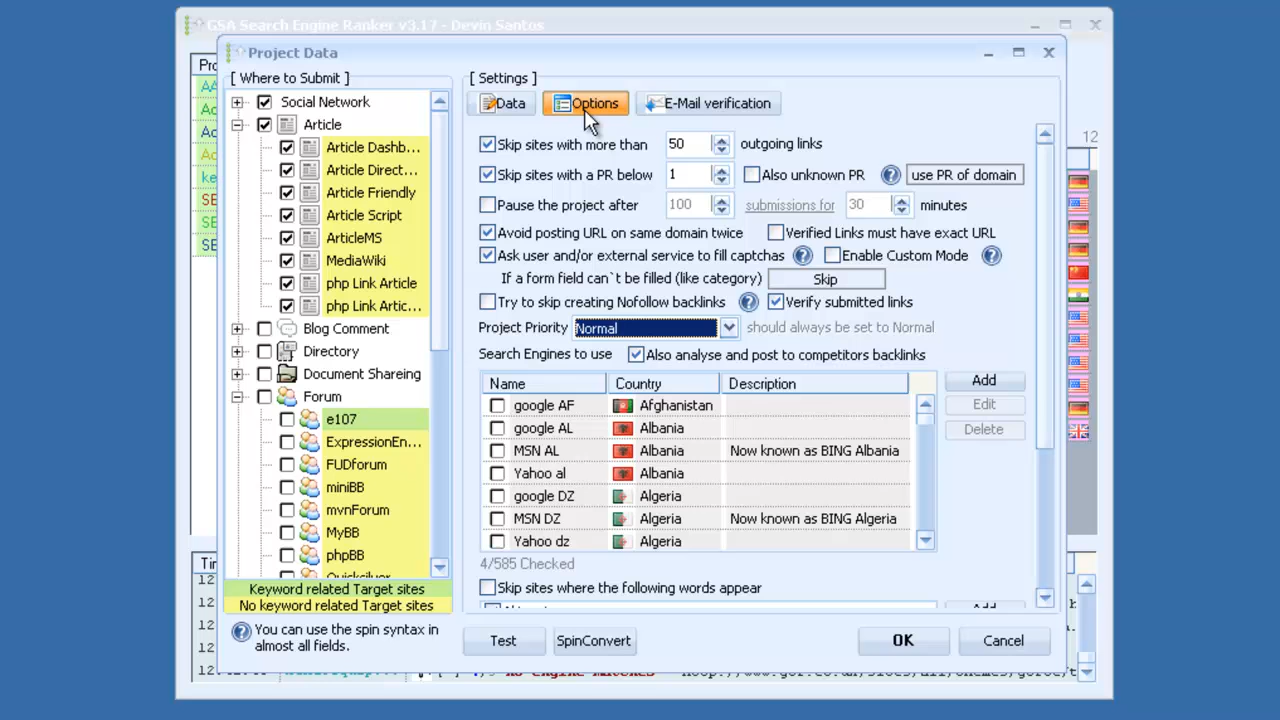 GSA Search Engine Ranker v3.17 - Devin Santos
Project Data
[ Where to Submit ]
Social Network
Article
Article Dashb...
Article Direct...
Article Friendly
Article Script
ArticleMS
MediaWiki
php Link Article
php Link Artic...
Blog Comment
Directory
Document Shareing
Forum
e107
ExpressionEn...
FUDforum
miniBB
mvnForum
MyBB
phpBB
Quicksilver
Keyword related Target sites
No keyword related Target sites
You can use the spin syntax in
almost all fields.
[ Settings ]
Data Options E-Mail verification
Skip sites with more than 50 outgoing links
Skip sites with a PR below 1 Also unknown PR use PR of domain
Pause the project after 100 submissions for 30 minutes
Avoid posting URL on same domain twice Verified Links must have exact URL
Ask user and/or external service to fill captchas Enable Custom Mode
If a form field can`t be filled (like category) Skip
Try to skip creating Nofollow backlinks Verify submitted links
Project Priority Normal should always be set to Normal
Search Engines to use Also analyse and post to competitors backlinks
Name Country Description
google AF Afghanistan
google AL Albania
MSN AL Albania Now known as BING Albania
Yahoo al Albania
google DZ Algeria
MSN DZ Algeria Now known as BING Algeria
Yahoo dz Algeria
Add
Edit
Delete
4/585 Checked
Skip sites where the following words appear
Add
Test SpinConvert OK Cancel
12